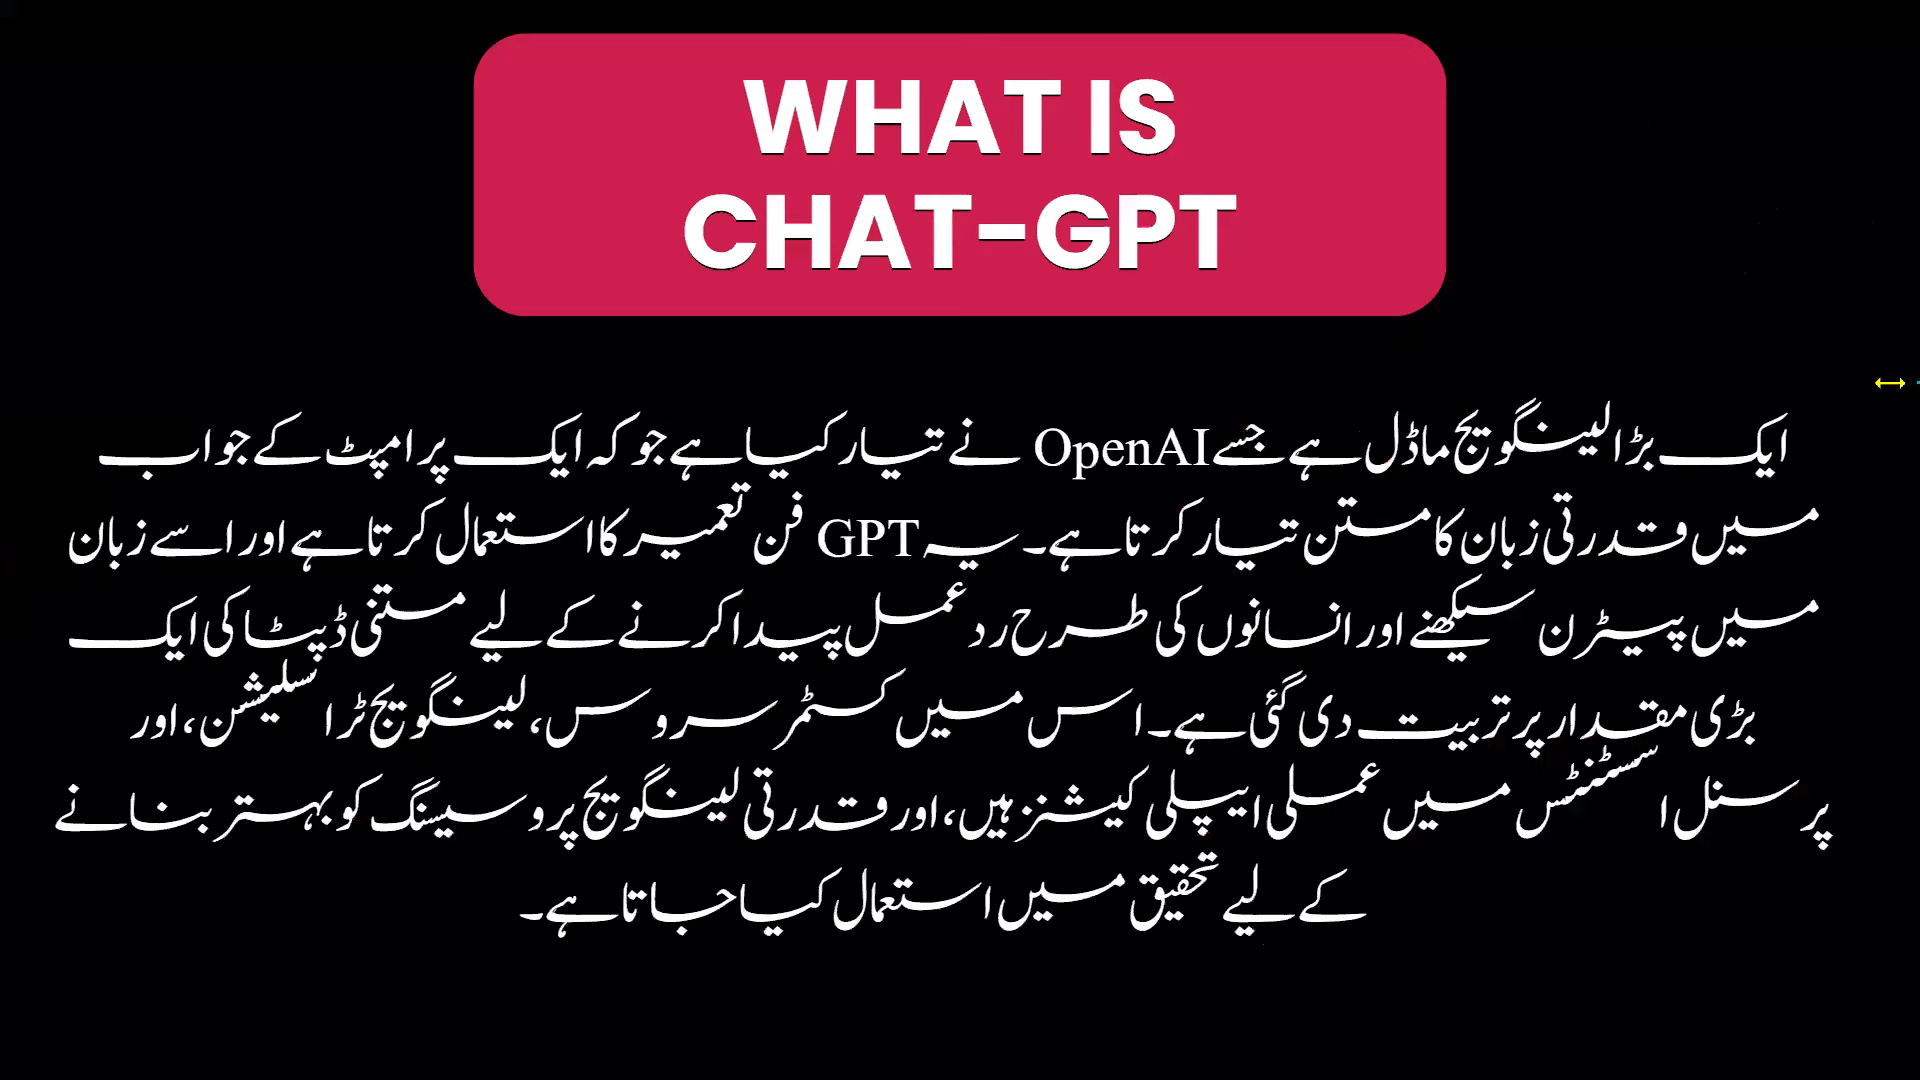 WHAT IS
CHAT-GPT
ایک بڑا لینگویج ماڈل ہے جسے OpenAI نے تیار کیا ہے جو کہ ایک پرامپٹ کے جواب
میں قدرتی زبان کا متن تیار کرتا ہے۔ یہ GPT فن تعمیر کا استعمال کرتا ہے اور اسے زبان
میں پیٹرن سیکھنے اور انسانوں کی طرح رد عمل پیدا کرنے کے لیے متنی ڈیٹا کی ایک
بڑی مقدار پر تربیت دی گئی ہے۔ اس میں کسٹمر سروس، لینگویج ٹرانسلیشن، اور
پرسنل اسسٹنٹس میں عملی ایپلی کیشنز ہیں، اور قدرتی لینگویج پروسیسنگ کو بہتر بنانے
کے لیے تحقیق میں استعمال کیا جاتا ہے۔